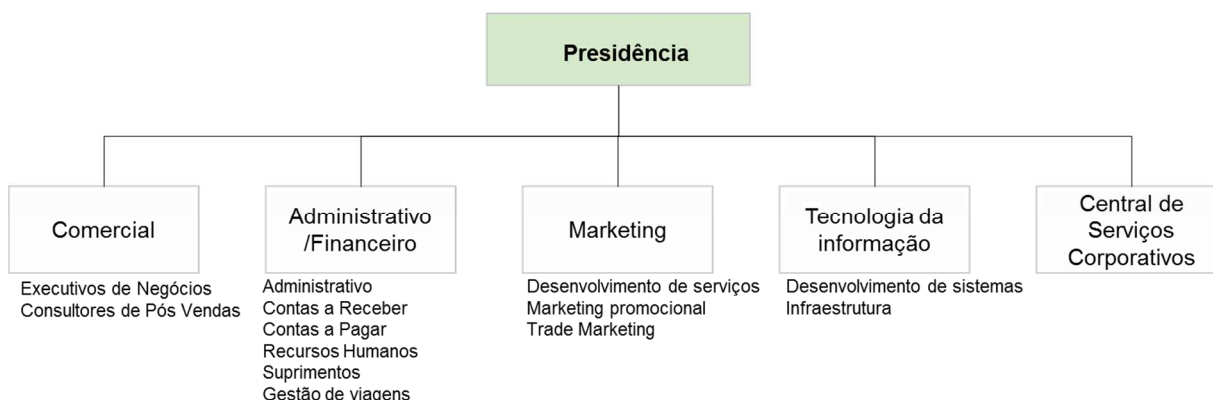 Presidência
Comercial
Executivos de Negócios
Consultores de Pós Vendas
Administrativo
/Financeiro
Administrativo
Contas a Receber
Contas a Pagar
Recursos Humanos
Suprimentos
Gestão de viagens
Marketing
Desenvolvimento de serviços
Marketing promocional
Trade Marketing
Tecnologia da
informação
Desenvolvimento de sistemas
Infraestrutura
Central de
Serviços
Corporativos